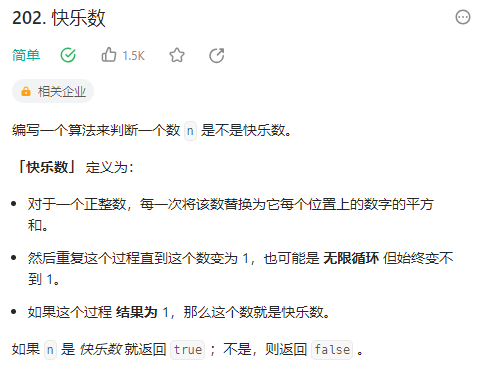 202. 快乐数
简单 1.5K
相关企业
编写一个算法来判断一个数 n 是不是快乐数。
「快乐数」 定义为：
对于一个正整数，每一次将该数替换为它每个位置上的数字的平方
和。
然后重复这个过程直到这个数变为 1，也可能是 无限循环 但始终变不
到 1。
如果这个过程 结果为 1，那么这个数就是快乐数。
如果 n 是 快乐数 就返回 true ；不是，则返回 false 。